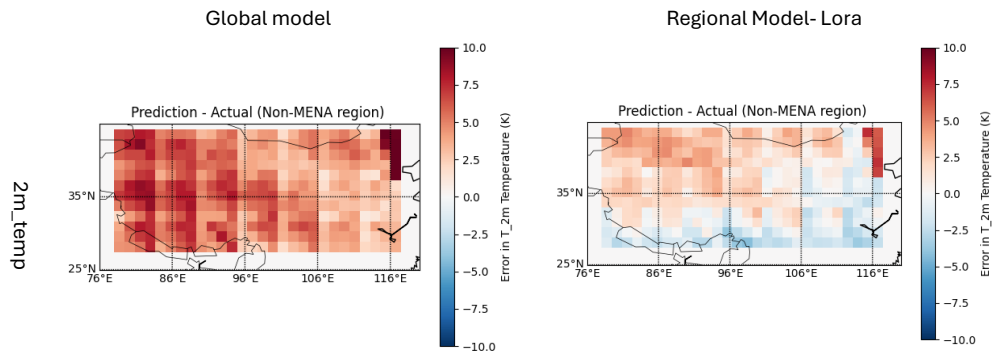 Global model
Regional Model- Lora
2m_temp
Prediction - Actual (Non-MENA region)
35°N
25°N
76°E
86°E
96°E
106°E
116°E
10.0
7.5
5.0
2.5
0.0
−2.5
−5.0
−7.5
−10.0
Error in T_2m Temperature (K)
Prediction - Actual (Non-MENA region)
35°N
25°N
76°E
86°E
96°E
106°E
116°E
10.0
7.5
5.0
2.5
0.0
−2.5
−5.0
−7.5
−10.0
Error in T_2m Temperature (K)